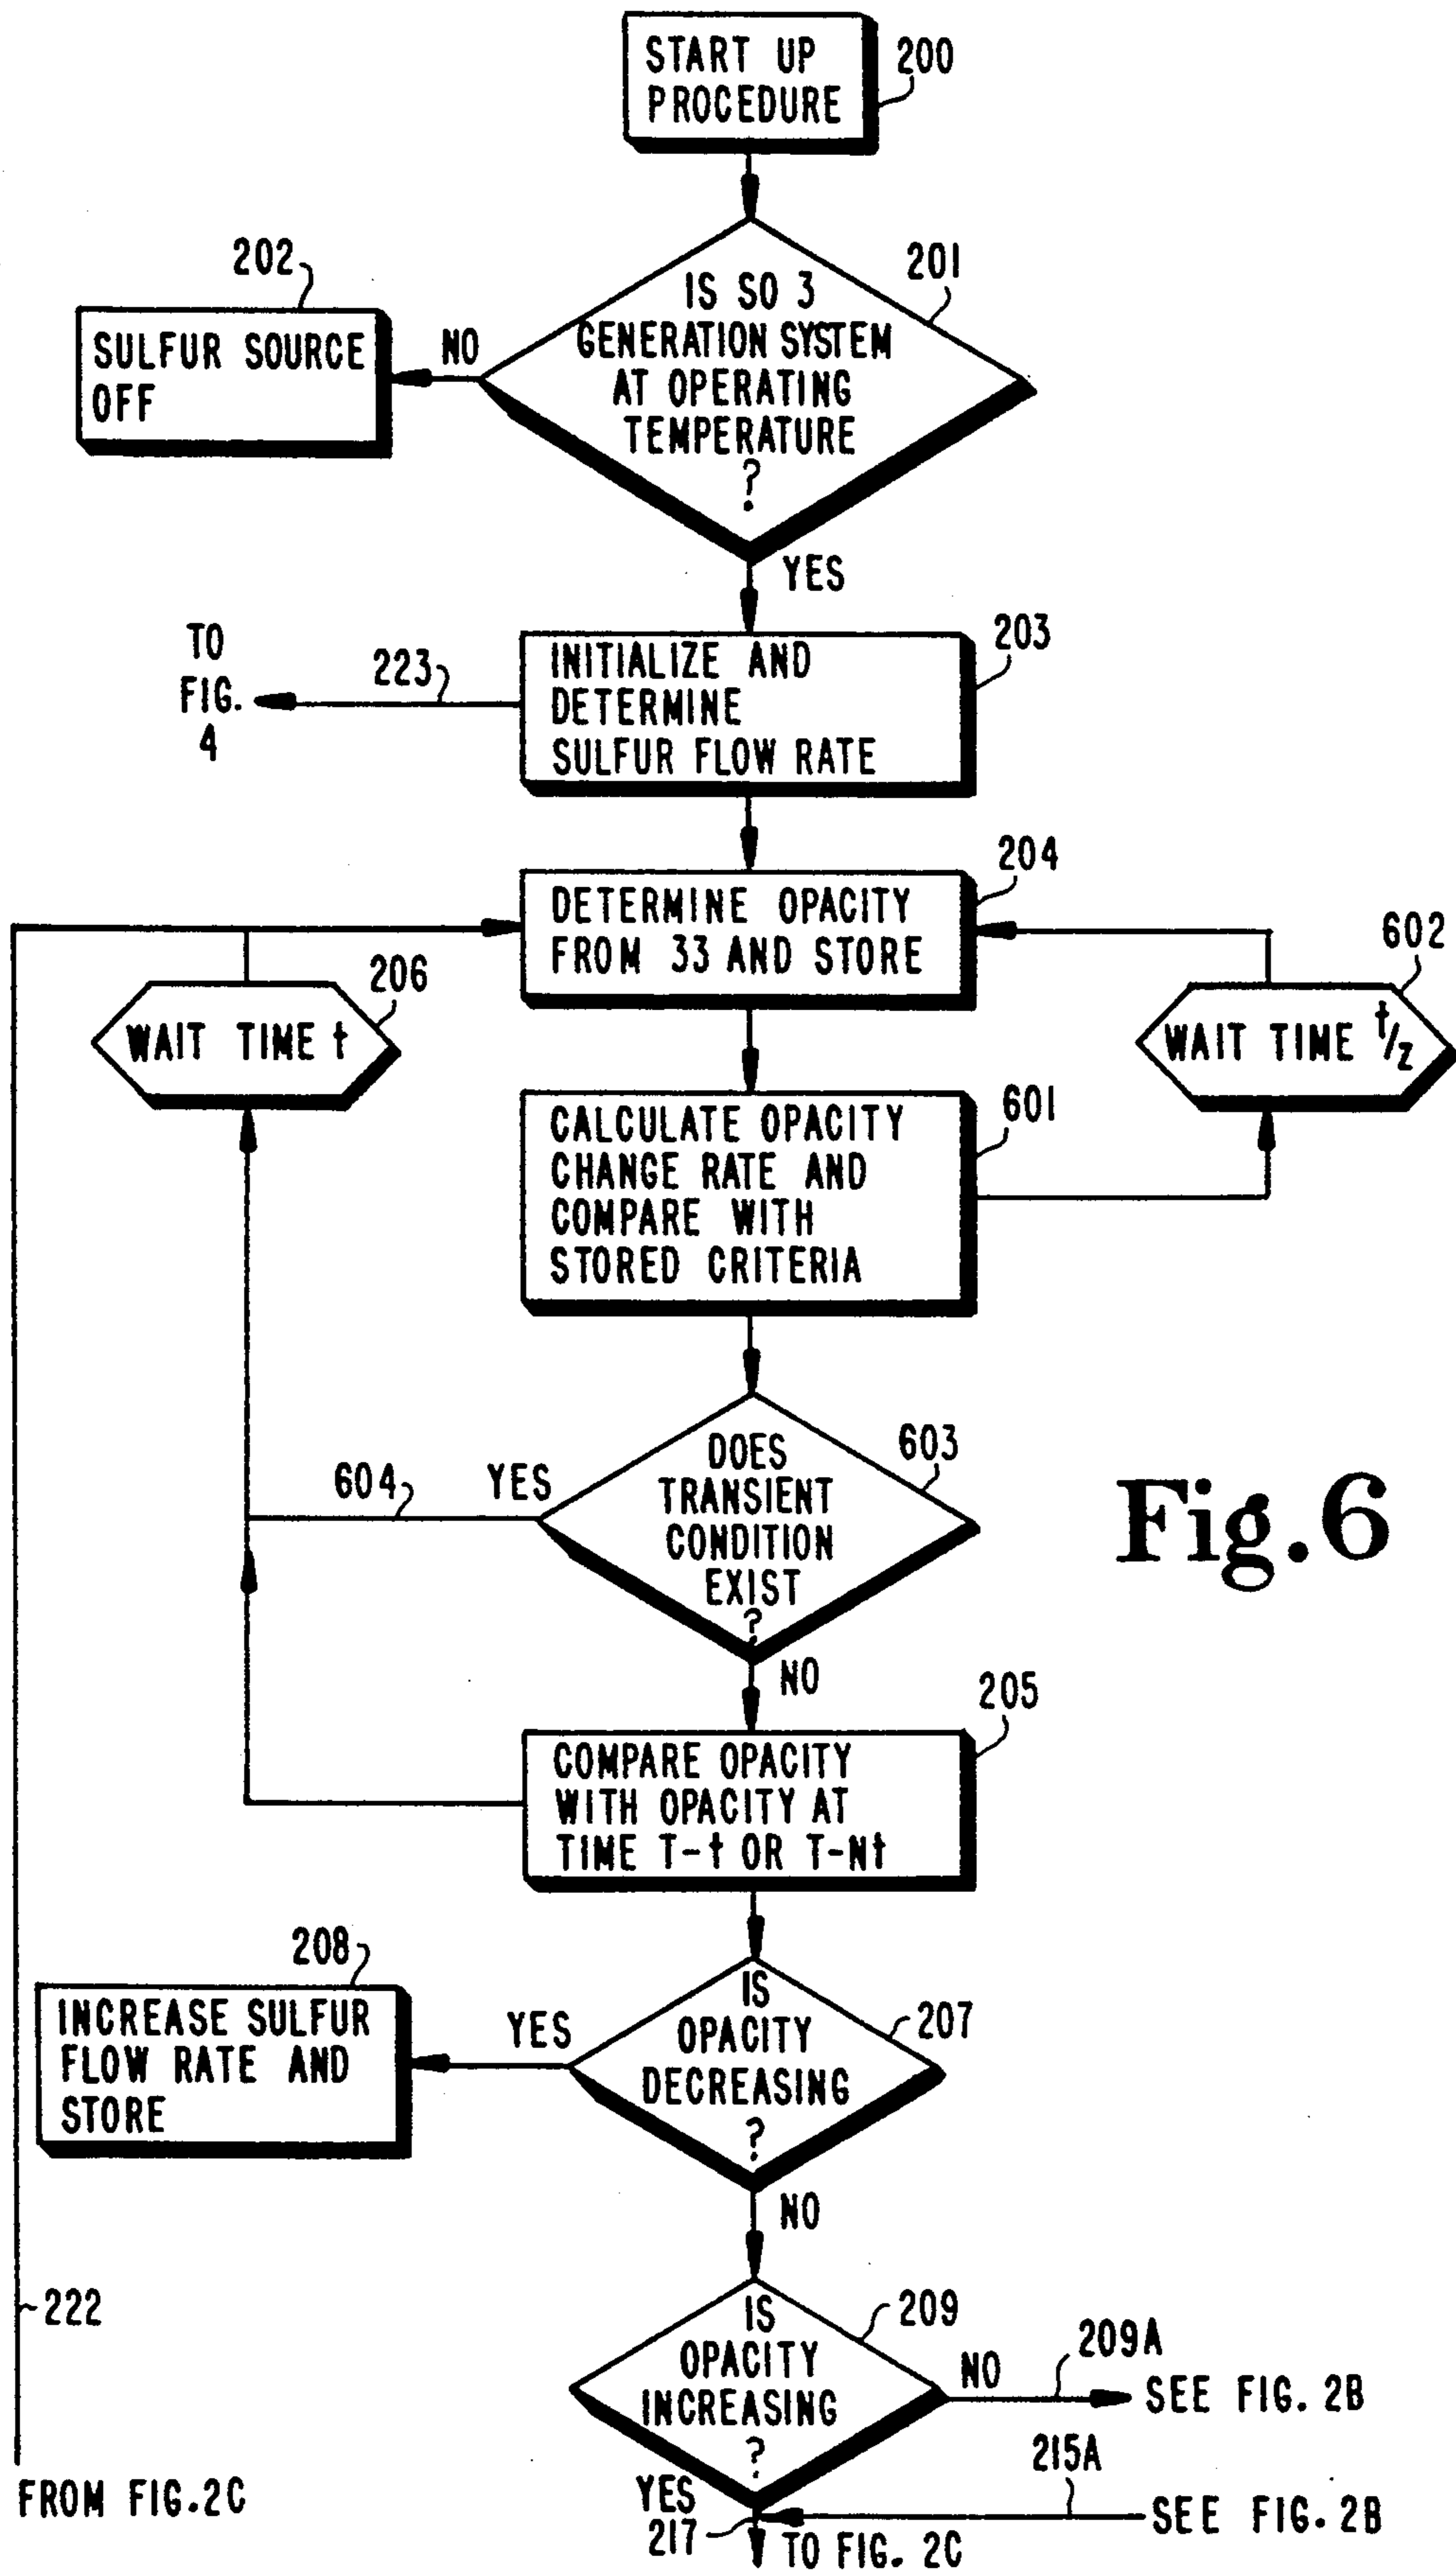 START UP
PROCEDURE
200
202
201
IS SO 3
GENERATION SYSTEM
AT OPERATING
TEMPERATURE
?
NO
SULFUR SOURCE
OFF
YES
TO
FIG.
4
223
203
INITIALIZE AND
DETERMINE
SULFUR FLOW RATE
204
DETERMINE OPACITY
FROM 33 AND STORE
206
WAIT TIME t
602
WAIT TIME t/z
601
CALCULATE OPACITY
CHANGE RATE AND
COMPARE WITH
STORED CRITERIA
603
DOES
TRANSIENT
CONDITION
EXIST
?
YES
604
NO
Fig.6
205
COMPARE OPACITY
WITH OPACITY AT
TIME T-t OR T-Nt
208
INCREASE SULFUR
FLOW RATE AND
STORE
YES
207
IS
OPACITY
DECREASING
?
NO
222
209
IS
OPACITY
INCREASING
?
NO
209A
SEE FIG. 2B
215A
FROM FIG.2C
YES
217
SEE FIG. 2B
TO FIG. 2C